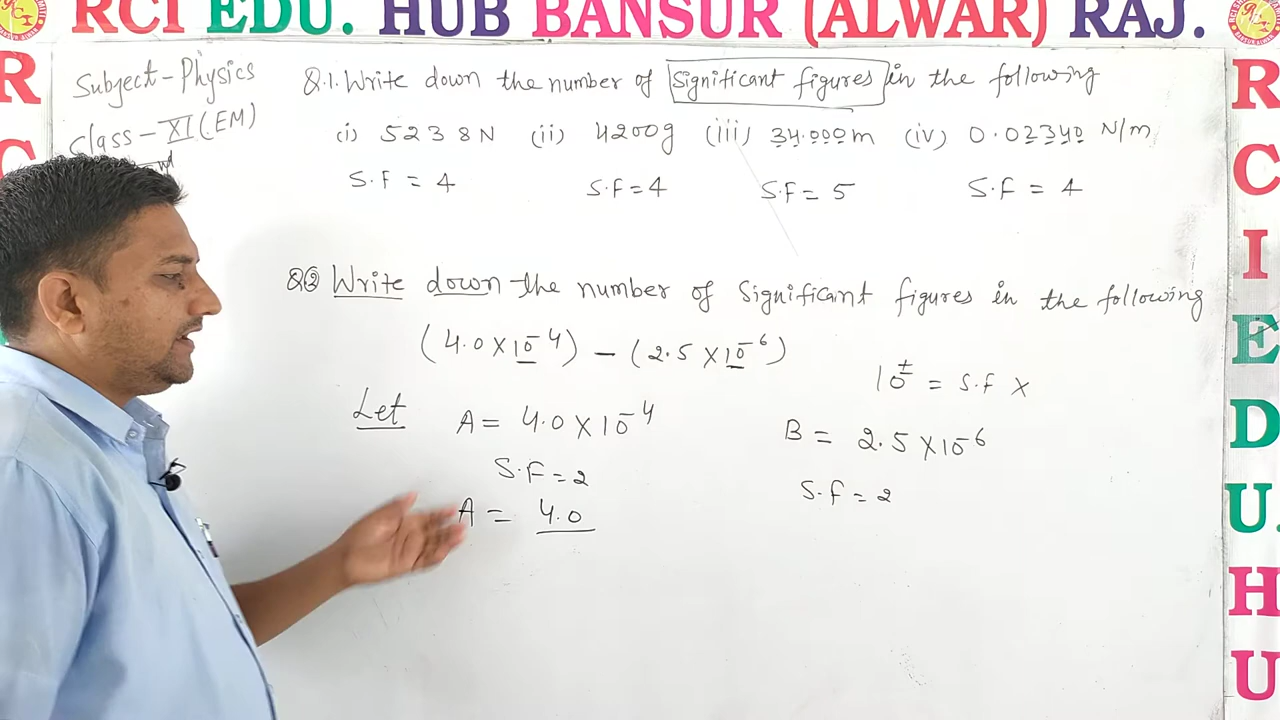 RCI EDU. HUB BANSUR (ALWAR) RAJ.
Subject-Physics
Class-XI(EM)
Q.1. Write down the number of Significant figures in the following
(i) 5238N (ii) 4200g (iii) 34.000m (iv) 0.02340 N/m
S.F = 4 S.F=4 S.F= 5 S.F = 4
Q② Write down the number of Significant figures in the following
(4.0 X 10⁻⁴) - (2.5 X 10⁻⁶)
10^± = S.F X
Let A = 4.0 X 10⁻⁴ B = 2.5 X 10⁻⁶
S.F = 2 S.F = 2
A = 4.0
R
C
I
E
D
U.
H
U
R
C